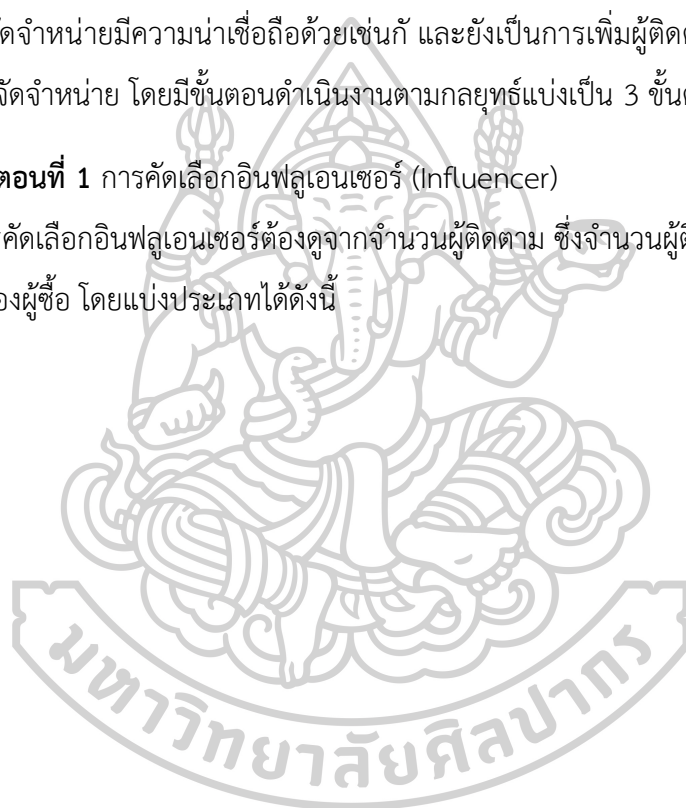 ัดจำหน่ายมีความน่าเชื่อถือด้วยเช่นกั และยังเป็นการเพิ่มผู้ติดต
จัดจำหน่าย โดยมีขั้นตอนดำเนินงานตามกลยุทธ์แบ่งเป็น 3 ขั้นต
ตอนที่ 1 การคัดเลือกอินฟลูเอนเซอร์ (Influencer)
คัดเลือกอินฟลูเอนเซอร์ต้องดูจากจำนวนผู้ติดตาม ซึ่งจำนวนผู้ติ
องผู้ซื้อ โดยแบ่งประเภทได้ดังนี้
มหาวิทยาลัยศิลปากร